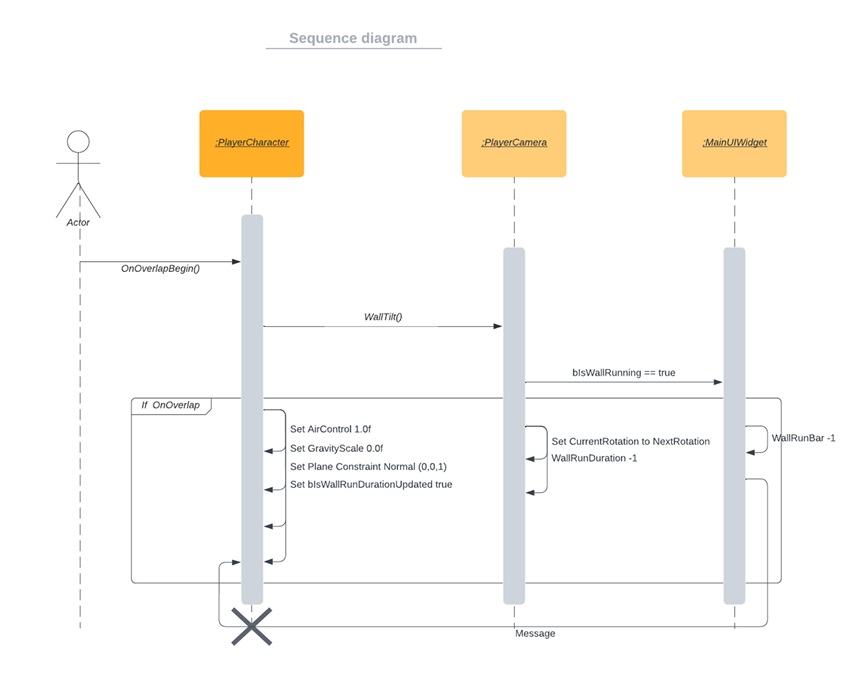 Sequence diagram
:PlayerCharacter
:PlayerCamera
:MainUIWidget
Actor
OnOverlapBegin()
WallTilt()
bIsWallRunning == true
If OnOverlap
Set AirControl 1.0f
Set GravityScale 0.0f
Set Plane Constraint Normal (0,0,1)
Set bIsWallRunDurationUpdated true
Set CurrentRotation to NextRotation
WallRunDuration -1
WallRunBar -1
Message